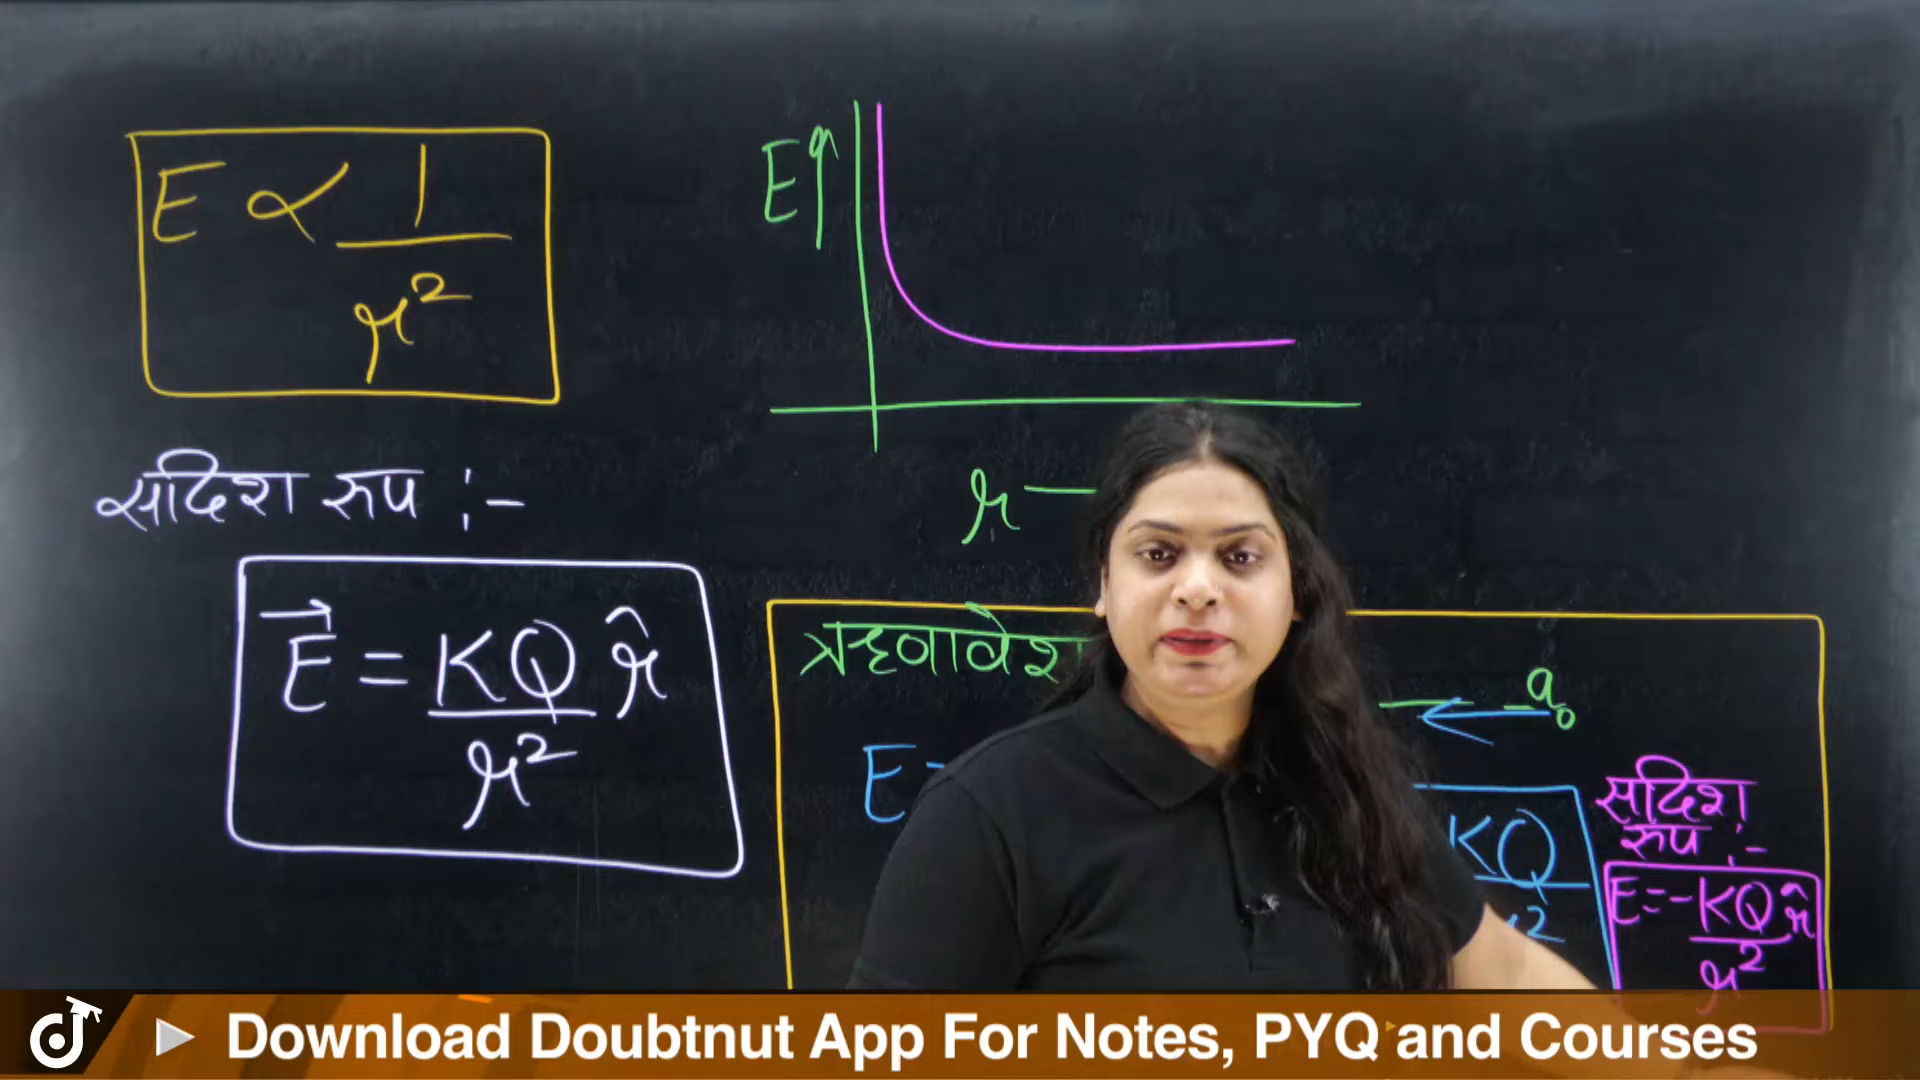 E ∝ 1/r²
E↑
r—
सदिश रुप :-
E⃗ = KQ/r² r̂
ऋणावेश
q₀
E
KQ
r²
सदिश
रुप :-
E = -KQ/r² r̂
Download Doubtnut App For Notes, PYQ and Courses